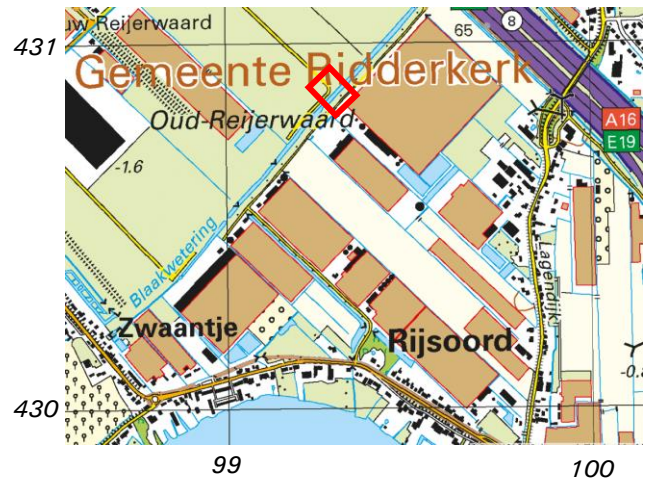 uw Reijerwaard
65
8
431
Gemeente Ridderkerk
Oud-Reijerwaard
A16
E19
-1.6
Blaakwetering
Lagendijk
Zwaantje
Rijsoord
430
99
100